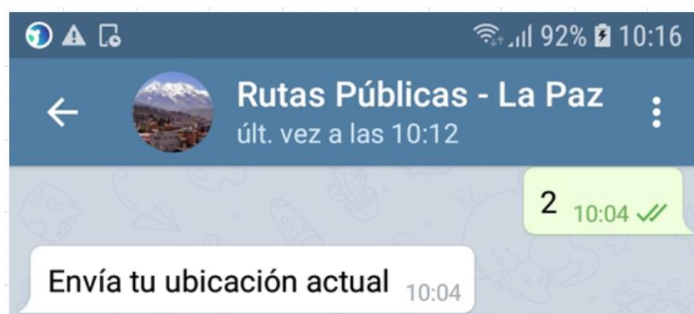 92% 10:16
Rutas Públicas - La Paz
últ. vez a las 10:12
2 10:04
Envía tu ubicación actual 10:04